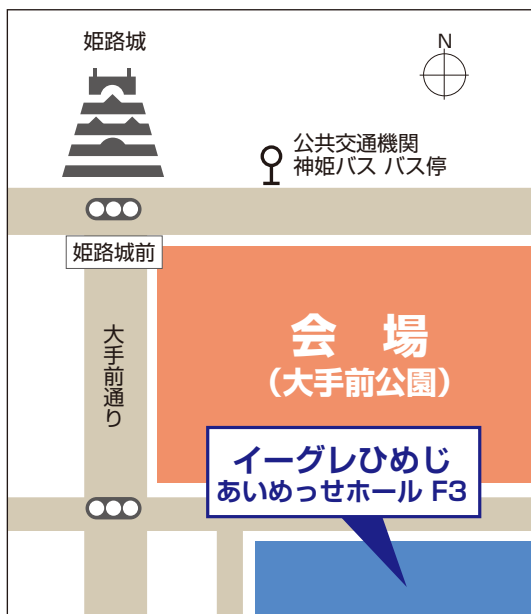 姫路城
N
公共交通機関
神姫バス バス停
姫路城前
会 場
（大手前公園）
大手前通り
イーグレひめじ
あいめっせホール F3